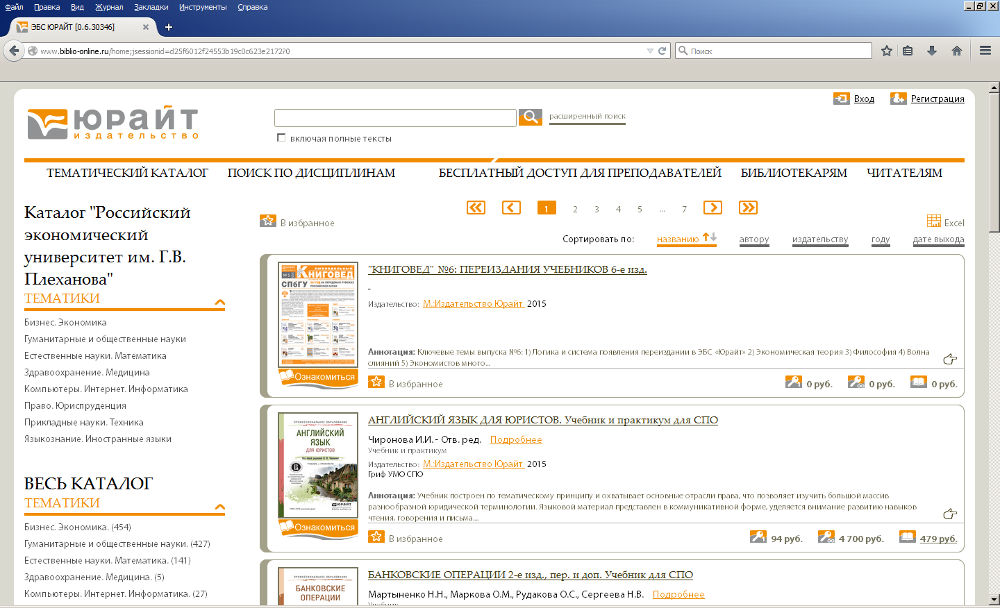 Файл Правка Вид Журнал Закладки Инструменты Справка
ЭБС ЮРАЙТ [0.6.30346]
www.biblio-online.ru/home;jsessionid=d25f6012f24553b19c0c623e2172?0
Поиск
Вход Регистрация
юрайт
издательство
расширенный поиск
включая полные тексты
ТЕМАТИЧЕСКИЙ КАТАЛОГ ПОИСК ПО ДИСЦИПЛИНАМ БЕСПЛАТНЫЙ ДОСТУП ДЛЯ ПРЕПОДАВАТЕЛЕЙ БИБЛИОТЕКАРЯМ ЧИТАТЕЛЯМ
Каталог "Российский
экономический
университет им. Г.В.
Плеханова"
ТЕМАТИКИ
Бизнес. Экономика
Гуманитарные и общественные науки
Естественные науки. Математика
Здравоохранение. Медицина
Компьютеры. Интернет. Информатика
Право. Юриспруденция
Прикладные науки. Техника
Языкознание. Иностранные языки
ВЕСЬ КАТАЛОГ
ТЕМАТИКИ
Бизнес. Экономика. (454)
Гуманитарные и общественные науки. (427)
Естественные науки. Математика. (141)
Здравоохранение. Медицина. (5)
Компьютеры. Интернет. Информатика. (27)
1 2 3 4 5 ... 7
В избранное
Excel
Сортировать по: названию автору издательству году дате выхода
еженедельный
Книговед
СПбГУ
Ознакомиться
"КНИГОВЕД" №6: ПЕРЕИЗДАНИЯ УЧЕБНИКОВ 6-е изд.
-
Издательство: М.:Издательство Юрайт 2015
Аннотация: Ключевые темы выпуска №6: 1) Логика и система появления переиздании в ЭБС «Юрайт» 2) Экономическая теория 3) Философия 4) Волна
слияний 5) Экономистов много...
В избранное 0 руб. 0 руб. 0 руб.
ПРОФЕССИОНАЛЬНОЕ ОБРАЗОВАНИЕ
АНГЛИЙСКИЙ
ЯЗЫК
ДЛЯ ЮРИСТОВ
юрайт
Ознакомиться
АНГЛИЙСКИЙ ЯЗЫК ДЛЯ ЮРИСТОВ. Учебник и практикум для СПО
Чиронова И.И. - Отв. ред. Подробнее
Учебник и практикум
Издательство: М.:Издательство Юрайт 2015
Гриф УМО СПО
Аннотация: Учебник построен по тематическому принципу и охватывает основные отрасли права, что позволяет изучить большой массив
разнообразной юридической терминологии. Языковой материал представлен в коммуникативной форме, уделяется внимание развитию навыков
чтения, говорения и письма....
В избранное 94 руб. 4 700 руб. 479 руб.
ПРОФЕССИОНАЛЬНОЕ ОБРАЗОВАНИЕ
БАНКОВСКИЕ
ОПЕРАЦИИ
БАНКОВСКИЕ ОПЕРАЦИИ 2-е изд., пер. и доп. Учебник для СПО
Мартыненко Н.Н., Маркова О.М., Рудакова О.С., Сергеева Н.В. Подробнее
Учебник